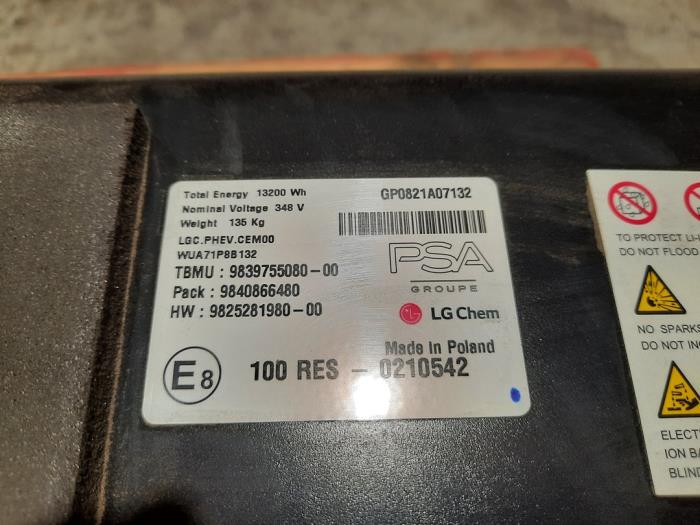 Total Energy 13200 Wh
Nominal Voltage 348 V
Weight 135 Kg
GP0821A07132
LGC.PHEV.CEM00
WUA71P8B132
TBMU : 9839755080-00
Pack : 9840866480
HW : 9825281980-00
PSA
GROUPE
LG Chem
Made in Poland
E8
100 RES - 0210542
TO PROTECT LI-
DO NOT FLOOD
NO SPARKS
DO NOT IN
ELECT
ION BA
BLIND